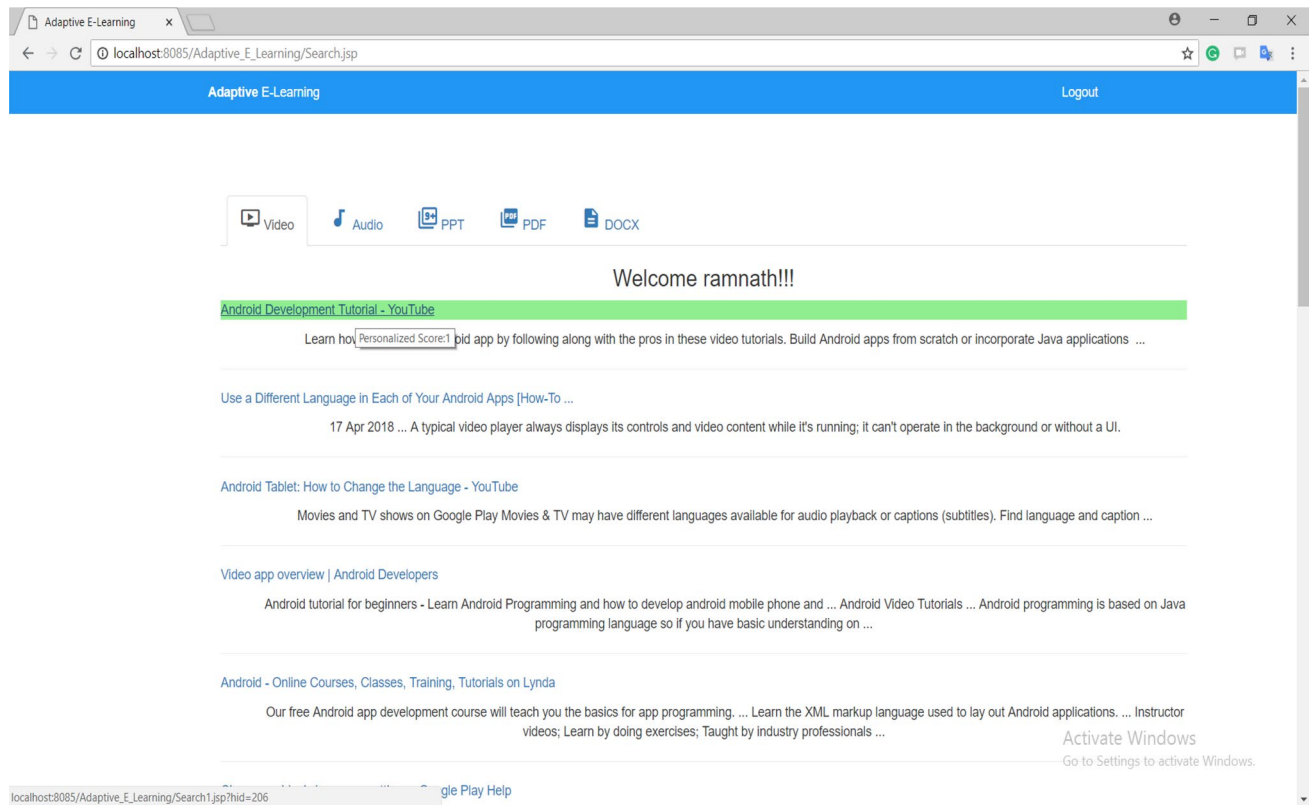 Adaptive E-Learning
localhost:8085/Adaptive_E_Learning/Search.jsp
Adaptive E-Learning Logout
Video Audio PPT PDF DOCX
Welcome ramnath!!!
Android Development Tutorial - YouTube
Personalized Score:1
Learn how oid app by following along with the pros in these video tutorials. Build Android apps from scratch or incorporate Java applications ...
Use a Different Language in Each of Your Android Apps [How-To ...
17 Apr 2018 ... A typical video player always displays its controls and video content while it's running; it can't operate in the background or without a UI.
Android Tablet: How to Change the Language - YouTube
Movies and TV shows on Google Play Movies & TV may have different languages available for audio playback or captions (subtitles). Find language and caption ...
Video app overview | Android Developers
Android tutorial for beginners - Learn Android Programming and how to develop android mobile phone and ... Android Video Tutorials ... Android programming is based on Java
programming language so if you have basic understanding on ...
Android - Online Courses, Classes, Training, Tutorials on Lynda
Our free Android app development course will teach you the basics for app programming. ... Learn the XML markup language used to lay out Android applications. ... Instructor
videos; Learn by doing exercises; Taught by industry professionals ...
Activate Windows
Go to Settings to activate Windows.
gle Play Help
localhost:8085/Adaptive_E_Learning/Search1.jsp?hid=206